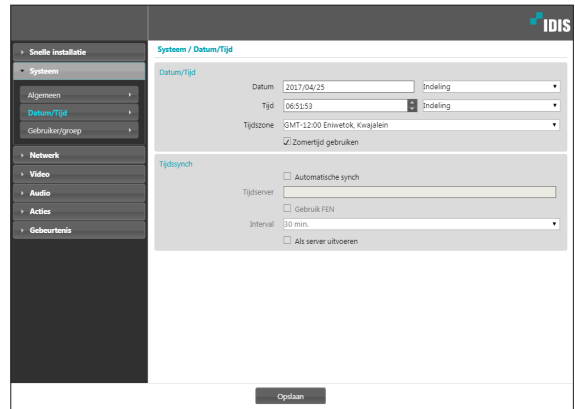 IDIS
Snelle installatie
Systeem
Algemeen
Datum/Tijd
Gebruiker/groep
Netwerk
Video
Audio
Acties
Gebeurtenis
Systeem / Datum/Tijd
Datum/Tijd
Datum 2017/04/25 Indeling
Tijd 06:51:53 Indeling
Tijdszone GMT-12:00 Eniwetok, Kwajalein
Zomertijd gebruiken
Tijdssynch
Automatische synch
Tijdserver
Gebruik FEN
Interval 30 min.
Als server uitvoeren
Opslaan